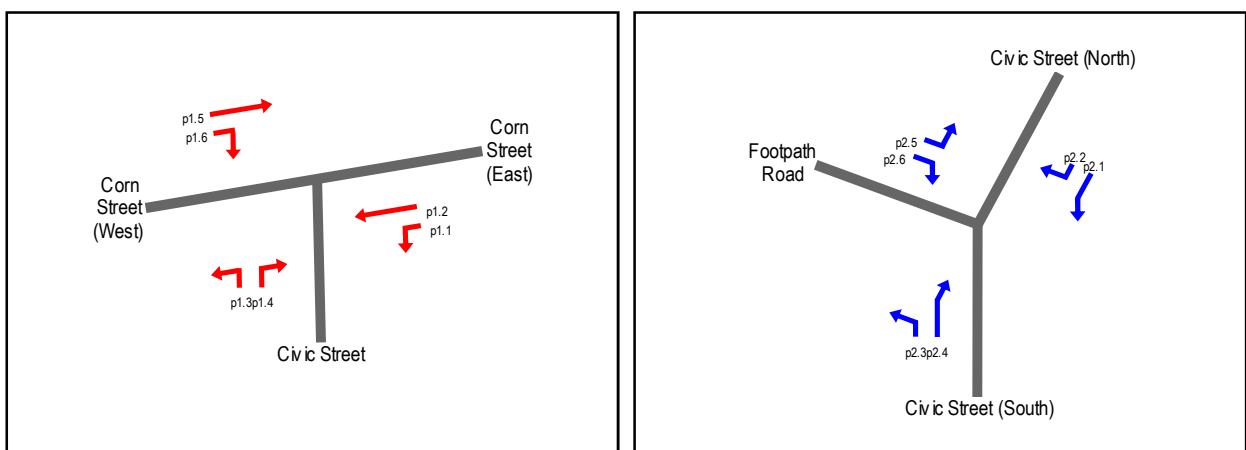 p1.5
p1.6
Corn
Street
(East)
Corn
Street
(West)
p1.2
p1.1
p1.3p1.4
Civic Street
Civic Street (North)
p2.5
p2.6
Footpath
Road
p2.2
p2.1
p2.3p2.4
Civic Street (South)